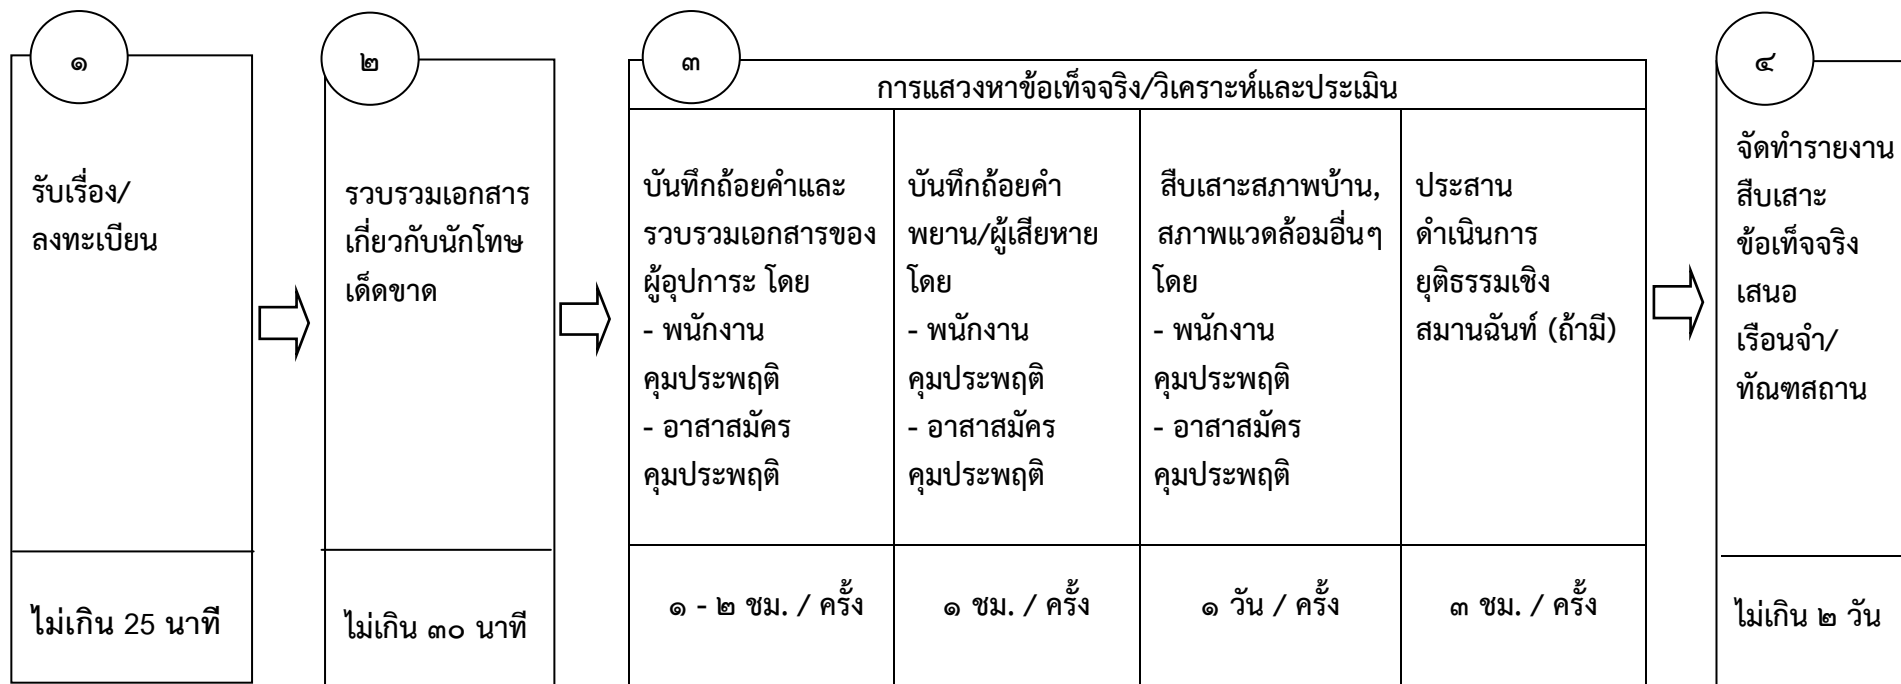 ๑
รับเรื่อง/
ลงทะเบียน
ไม่เกิน 25 นาที
๒
รวบรวมเอกสาร
เกี่ยวกับนักโทษ
เด็ดขาด
ไม่เกิน ๓๐ นาที
๓
การแสวงหาข้อเท็จจริง/วิเคราะห์และประเมิน
บันทึกถ้อยคำและ
รวบรวมเอกสารของ
ผู้อุปการะ โดย
- พนักงาน
คุมประพฤติ
- อาสาสมัคร
คุมประพฤติ
๑ - ๒ ชม. / ครั้ง
บันทึกถ้อยคำ
พยาน/ผู้เสียหาย
โดย
- พนักงาน
คุมประพฤติ
- อาสาสมัคร
คุมประพฤติ
๑ ชม. / ครั้ง
สืบเสาะสภาพบ้าน,
สภาพแวดล้อมอื่นๆ
โดย
- พนักงาน
คุมประพฤติ
- อาสาสมัคร
คุมประพฤติ
๑ วัน / ครั้ง
ประสาน
ดำเนินการ
ยุติธรรมเชิง
สมานฉันท์ (ถ้ามี)
๓ ชม. / ครั้ง
๔
จัดทำรายงาน
สืบเสาะ
ข้อเท็จจริง
เสนอ
เรือนจำ/
ทัณฑสถาน
ไม่เกิน ๒ วัน